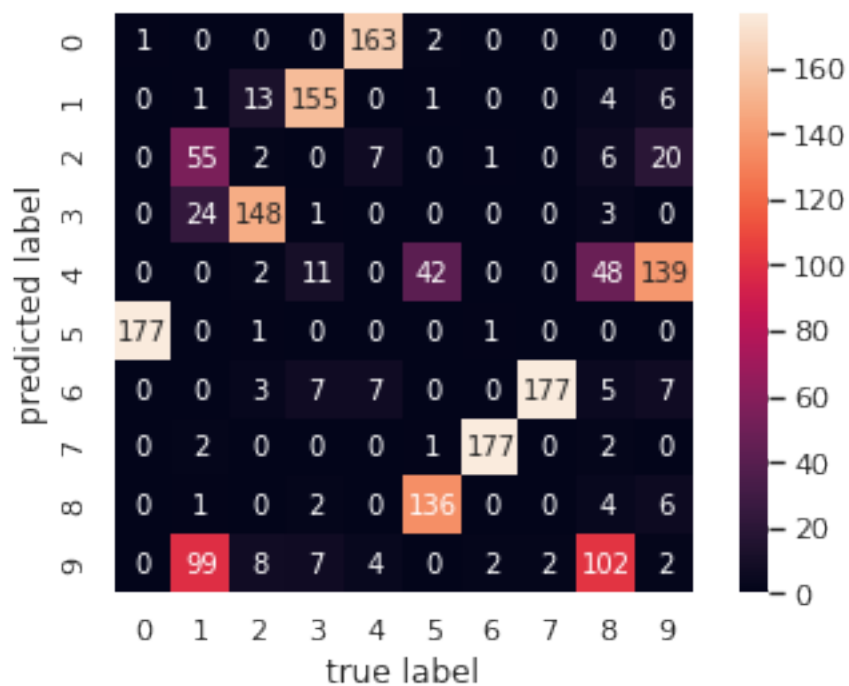 0 1 0 0 0 163 2 0 0 0 0
1 0 1 13 155 0 1 0 0 4 6
2 0 55 2 0 7 0 1 0 6 20
3 0 24 148 1 0 0 0 0 3 0
4 0 0 2 11 0 42 0 0 48 139
5 177 0 1 0 0 0 1 0 0 0
6 0 0 3 7 7 0 0 177 5 7
7 0 2 0 0 0 1 177 0 2 0
8 0 1 0 2 0 136 0 0 4 6
9 0 99 8 7 4 0 2 2 102 2
0 1 2 3 4 5 6 7 8 9
true label
predicted label
160
140
120
100
80
60
40
20
0